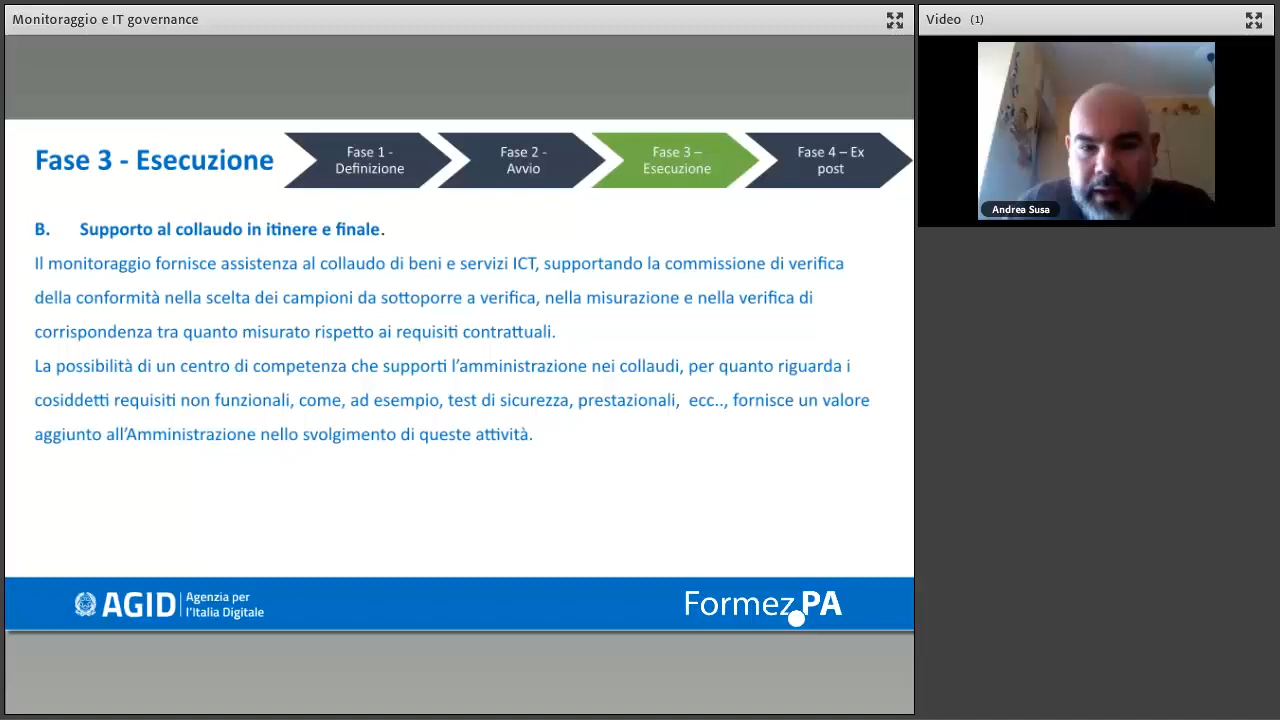 Monitoraggio e IT governance
Video (1)
Andrea Susa
Fase 3 - Esecuzione
Fase 1 -
Definizione
Fase 2 -
Avvio
Fase 3 –
Esecuzione
Fase 4 – Ex
post
B. Supporto al collaudo in itinere e finale.
Il monitoraggio fornisce assistenza al collaudo di beni e servizi ICT, supportando la commissione di verifica
della conformità nella scelta dei campioni da sottoporre a verifica, nella misurazione e nella verifica di
corrispondenza tra quanto misurato rispetto ai requisiti contrattuali.
La possibilità di un centro di competenza che supporti l’amministrazione nei collaudi, per quanto riguarda i
cosiddetti requisiti non funzionali, come, ad esempio, test di sicurezza, prestazionali, ecc.., fornisce un valore
aggiunto all’Amministrazione nello svolgimento di queste attività.
AGID
Agenzia per
l’Italia Digitale
Formez PA